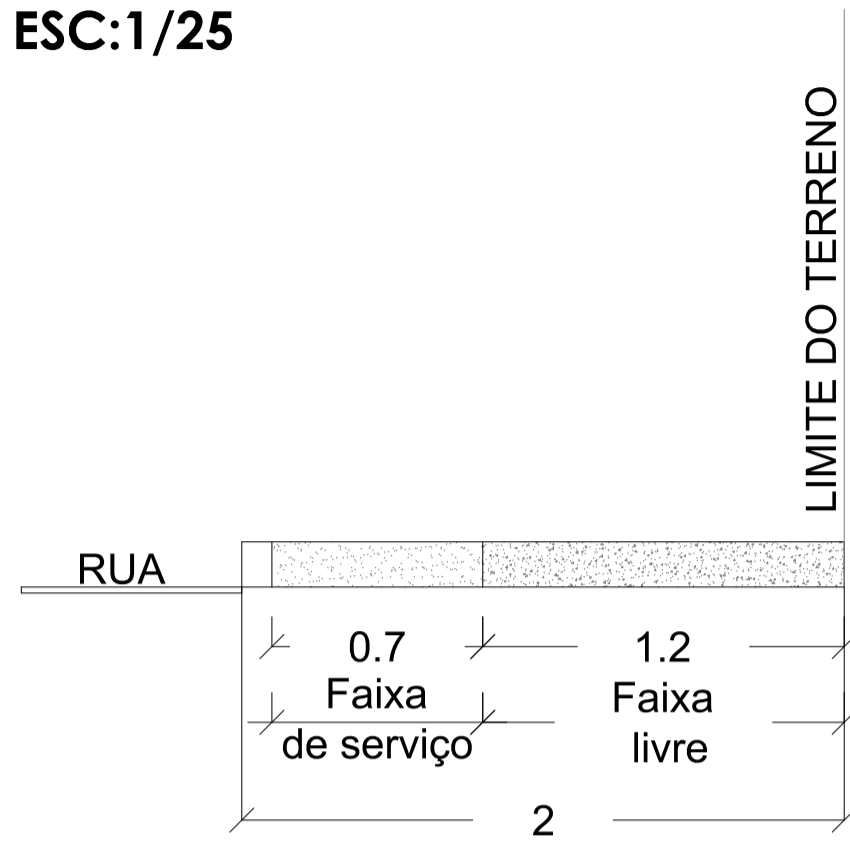 ESC:1/25
LIMITE DO TERRENO
RUA
0.7
Faixa
de serviço
1.2
Faixa
livre
2